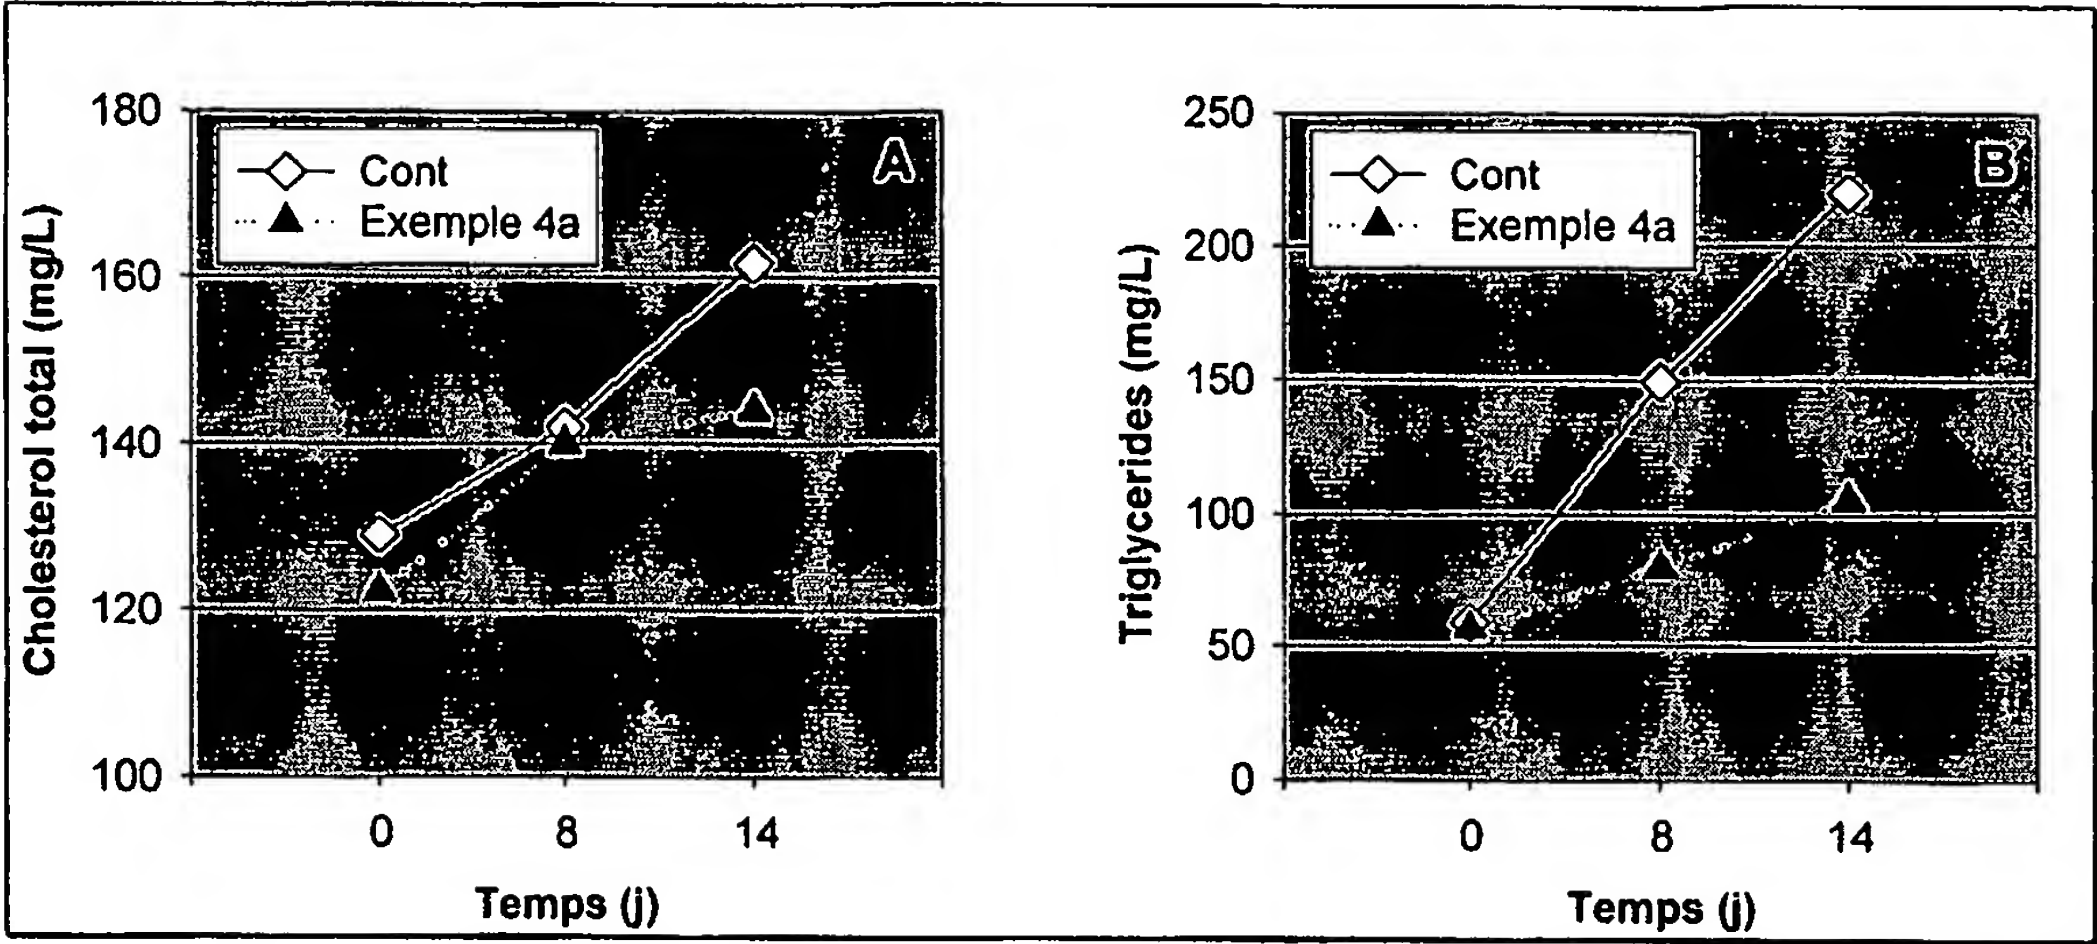 A
Cont
Exemple 4a
Cholesterol total (mg/L)
180
160
140
120
100
0 8 14
Temps (j)
B
Cont
Exemple 4a
Triglycerides (mg/L)
250
200
150
100
50
0
0 8 14
Temps (j)